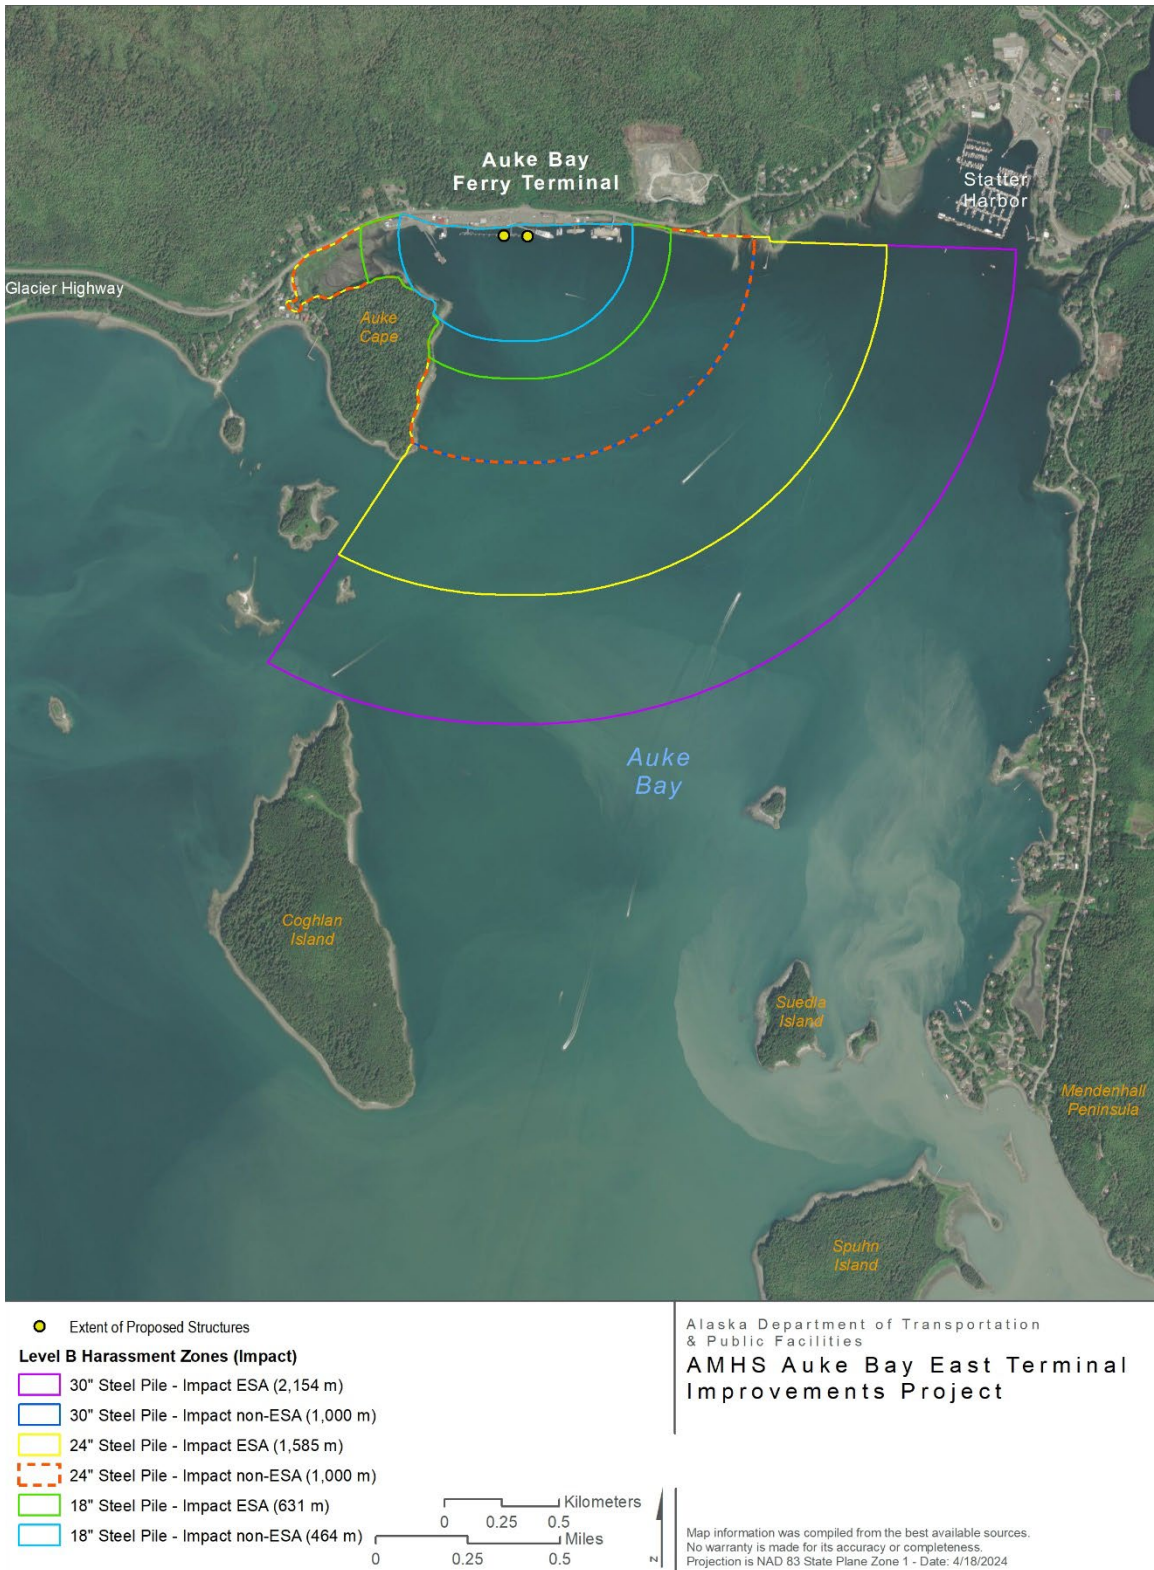 Auke Bay
Ferry Terminal
Statter
Harbor
Glacier Highway
Auke
Cape
Auke
Bay
Coghlan
Island
Suedla
Island
Mendenhall
Peninsula
Spuhn
Island
Extent of Proposed Structures
Level B Harassment Zones (Impact)
30" Steel Pile - Impact ESA (2,154 m)
30" Steel Pile - Impact non-ESA (1,000 m)
24" Steel Pile - Impact ESA (1,585 m)
24" Steel Pile - Impact non-ESA (1,000 m)
18" Steel Pile - Impact ESA (631 m)
18" Steel Pile - Impact non-ESA (464 m)
Kilometers
0 0.25 0.5
Miles
0 0.25 0.5
N
Alaska Department of Transportation
& Public Facilities
AMHS Auke Bay East Terminal
Improvements Project
Map information was compiled from the best available sources.
No warranty is made for its accuracy or completeness.
Projection is NAD 83 State Plane Zone 1 - Date: 4/18/2024